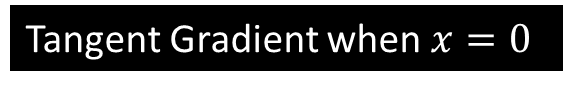 Tangent Gradient when 𝑥 = 0